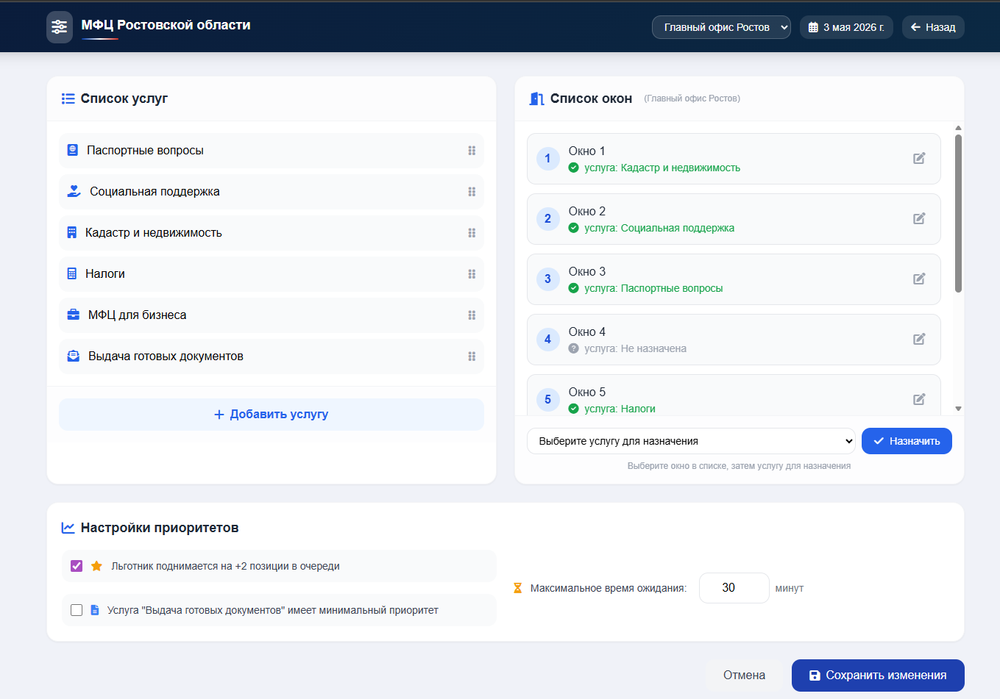 МФЦ Ростовской области
Главный офис Ростов
3 мая 2026 г.
Назад
Список услуг
Паспортные вопросы
Социальная поддержка
Кадастр и недвижимость
Налоги
МФЦ для бизнеса
Выдача готовых документов
Добавить услугу
Список окон (Главный офис Ростов)
1
Окно 1
услуга: Кадастр и недвижимость
2
Окно 2
услуга: Социальная поддержка
3
Окно 3
услуга: Паспортные вопросы
4
Окно 4
услуга: Не назначена
5
Окно 5
услуга: Налоги
Выберите услугу для назначения
Назначить
Выберите окно в списке, затем услугу для назначения
Настройки приоритетов
Льготник поднимается на +2 позиции в очереди
Услуга "Выдача готовых документов" имеет минимальный приоритет
Максимальное время ожидания: 30 минут
Отмена
Сохранить изменения